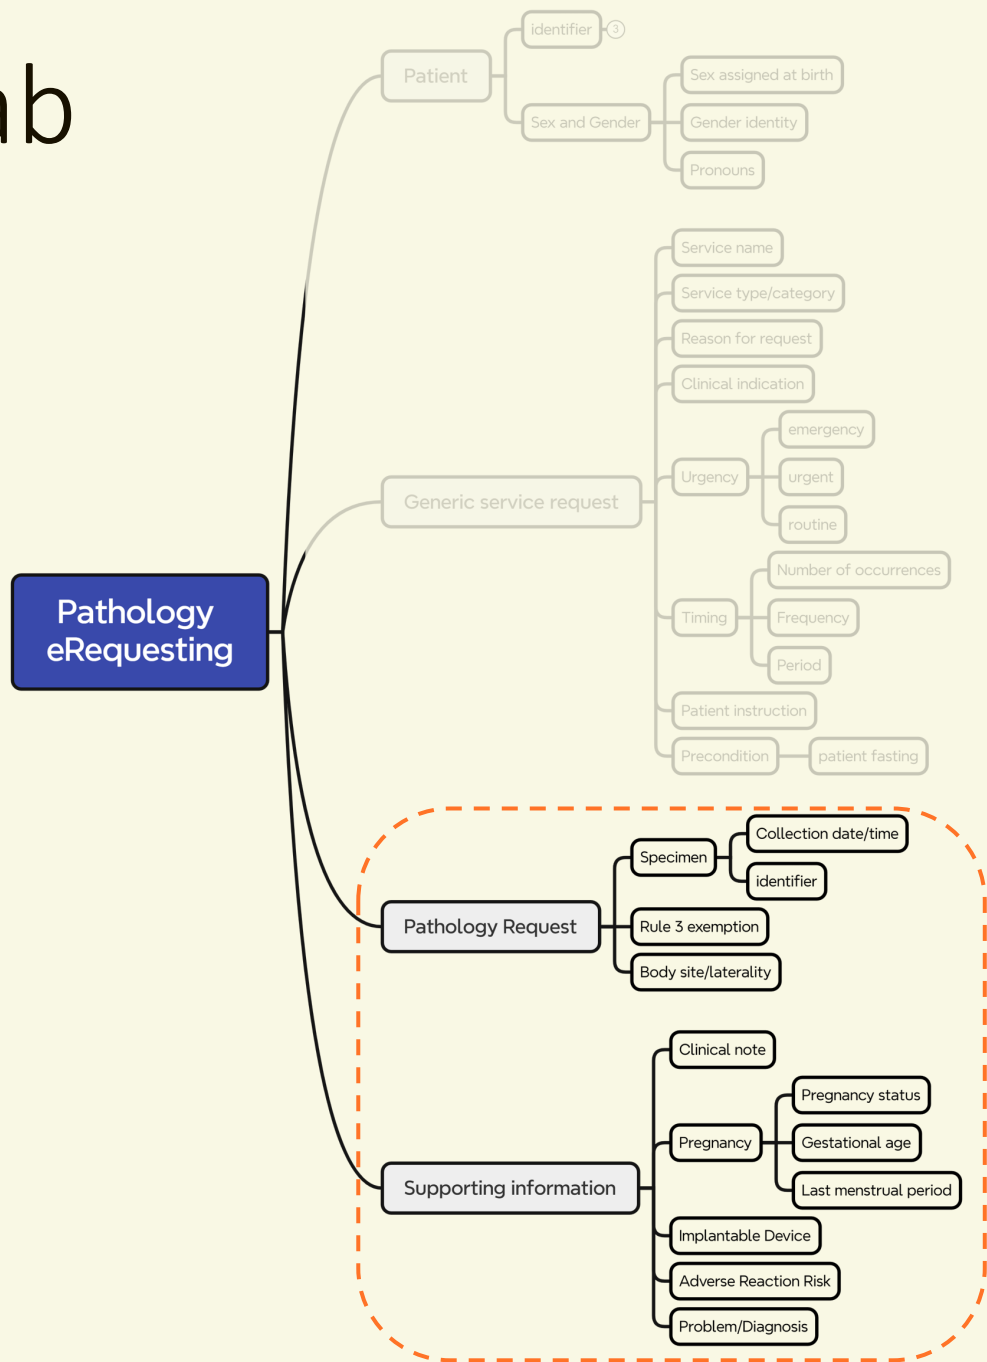 ab
identifier
3
Patient
Sex assigned at birth
Sex and Gender
Gender identity
Pronouns
Service name
Service type/category
Reason for request
Clinical indication
emergency
Urgency
urgent
Generic service request
routine
Number of occurrences
Timing
Frequency
Period
Patient instruction
Precondition
patient fasting
Pathology
eRequesting
Collection date/time
Specimen
identifier
Pathology Request
Rule 3 exemption
Body site/laterality
Clinical note
Pregnancy status
Pregnancy
Gestational age
Last menstrual period
Supporting information
Implantable Device
Adverse Reaction Risk
Problem/Diagnosis